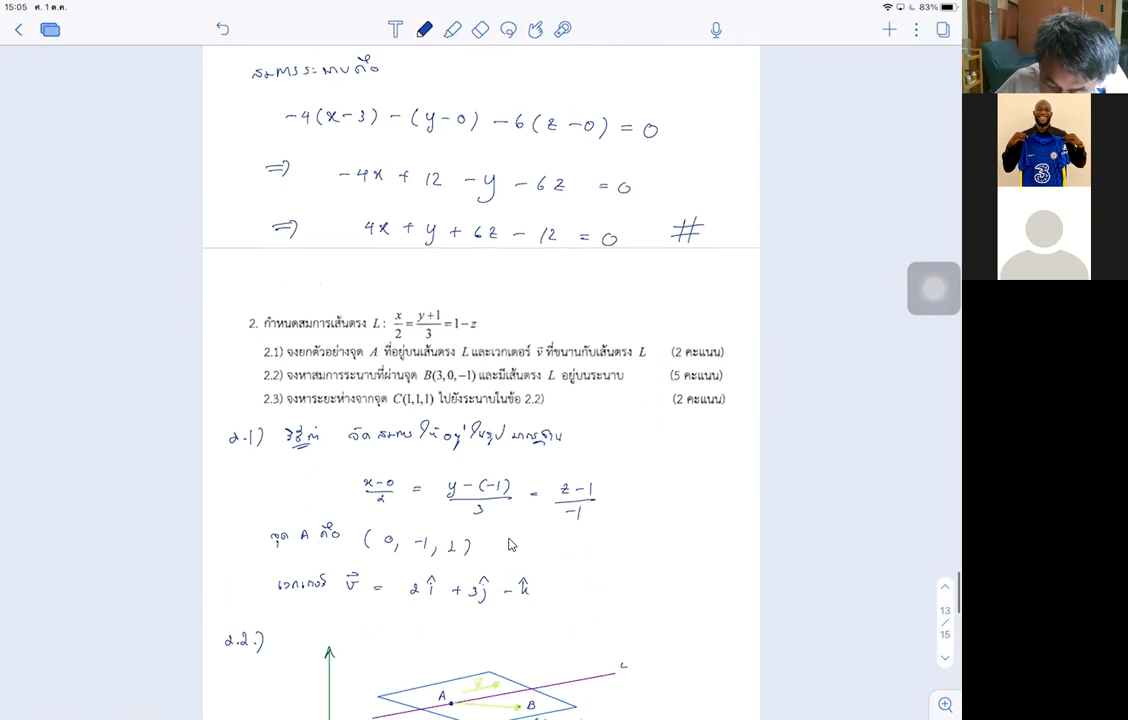 15:05 ศ. 1 ต.ค.
83%
สมการระนาบคือ
-4(x-3) - (y-0) - 6(z-0) = 0
⇒ -4x + 12 - y - 6z = 0
⇒ 4x + y + 6z - 12 = 0 #
2. กำหนดสมการเส้นตรง L: x/2 = (y+1)/3 = 1-z
2.1) จงยกตัวอย่างจุด A ที่อยู่บนเส้นตรง L และเวกเตอร์ v⃗ ที่ขนานกับเส้นตรง L (2 คะแนน)
2.2) จงหาสมการระนาบที่ผ่านจุด B(3,0,−1) และมีเส้นตรง L อยู่บนระนาบ (5 คะแนน)
2.3) จงหาระยะห่างจากจุด C(1,1,1) ไปยังระนาบในข้อ 2.2) (2 คะแนน)
2.1) วิธีทำ จัดสมการให้อยู่ในรูปมาตรฐาน
(x-0)/2 = (y-(-1))/3 = (z-1)/-1
จุด A คือ (0, -1, 1)
เวกเตอร์ v⃗ = 2î + 3ĵ - k̂
2.2)
L
v⃗
A
B
3
13
/
15